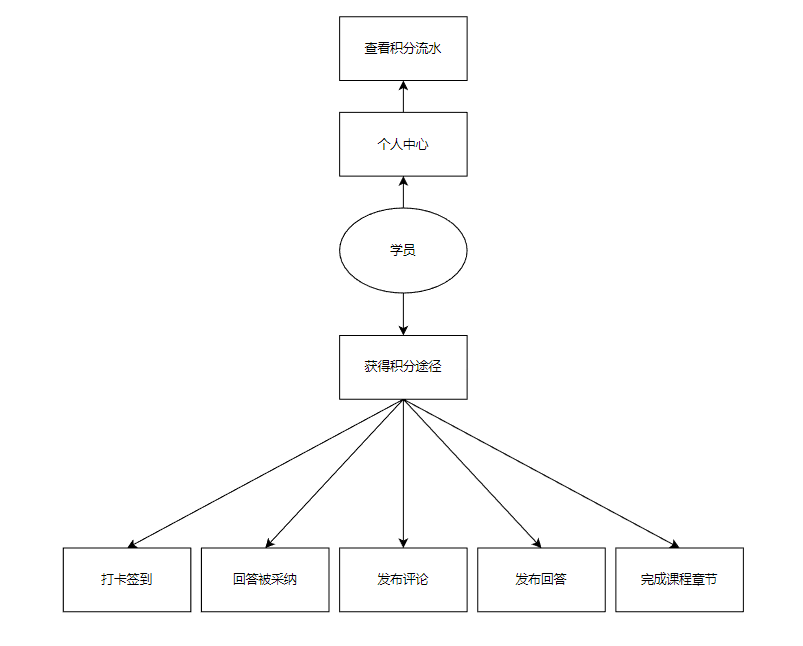 查看积分流水
个人中心
学员
获得积分途径
打卡签到
回答被采纳
发布评论
发布回答
完成课程章节